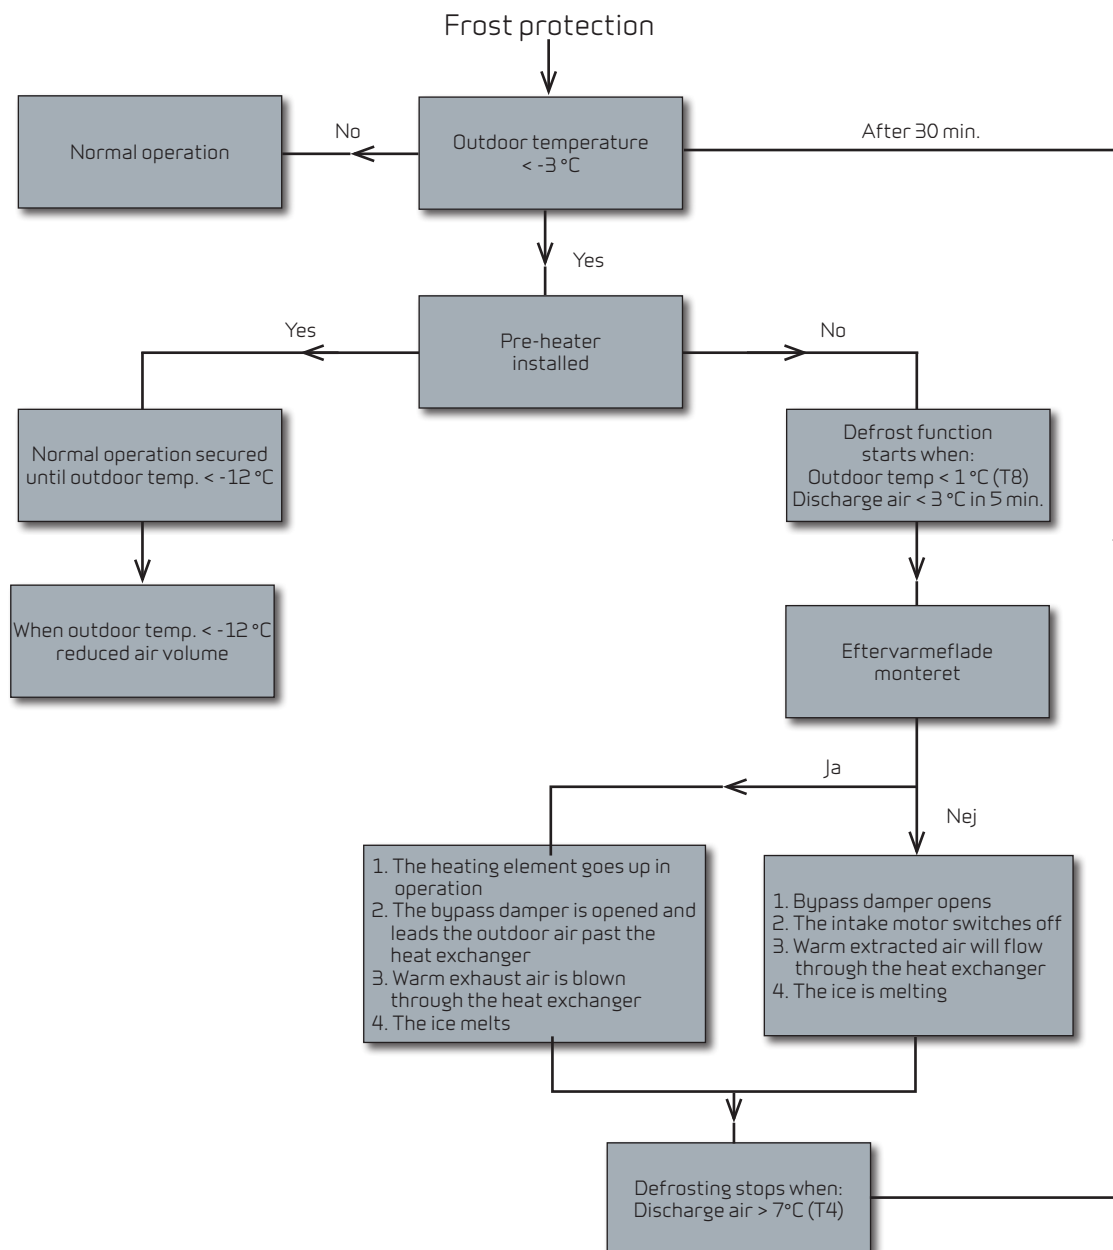 Frost protection
Normal operation
No
Outdoor temperature
< -3 °C
After 30 min.
Yes
Yes
Pre-heater
installed
No
Normal operation secured
until outdoor temp. < -12 °C
Defrost function
starts when:
Outdoor temp < 1 °C (T8)
Discharge air < 3 °C in 5 min.
When outdoor temp. < -12 °C
reduced air volume
Eftervarmeflade
monteret
Ja
Nej
1. The heating element goes up in
operation
2. The bypass damper is opened and
leads the outdoor air past the
heat exchanger
3. Warm exhaust air is blown
through the heat exchanger
4. The ice melts
1. Bypass damper opens
2. The intake motor switches off
3. Warm extracted air will flow
through the heat exchanger
4. The ice is melting
Defrosting stops when:
Discharge air > 7°C (T4)